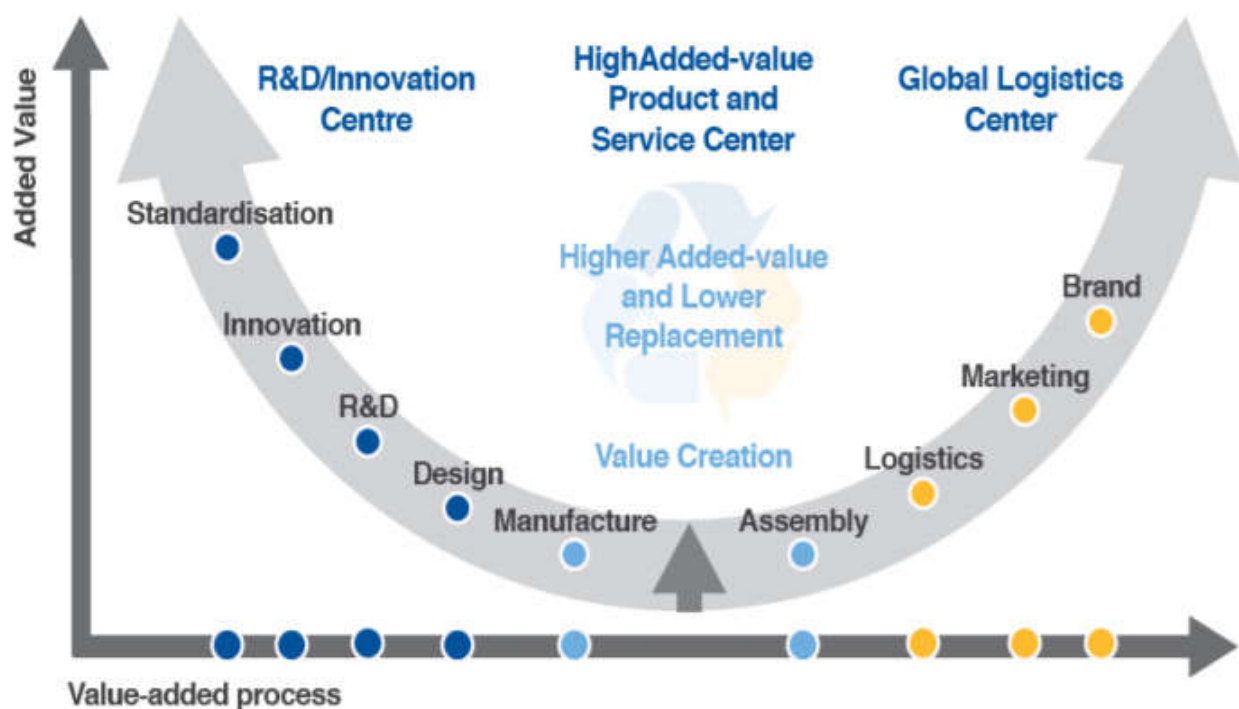 Added Value
R&D/Innovation
Centre
HighAdded-value
Product and
Service Center
Global Logistics
Center
Standardisation
Innovation
R&D
Design
Manufacture
Higher Added-value
and Lower
Replacement
Value Creation
Assembly
Logistics
Marketing
Brand
Value-added process